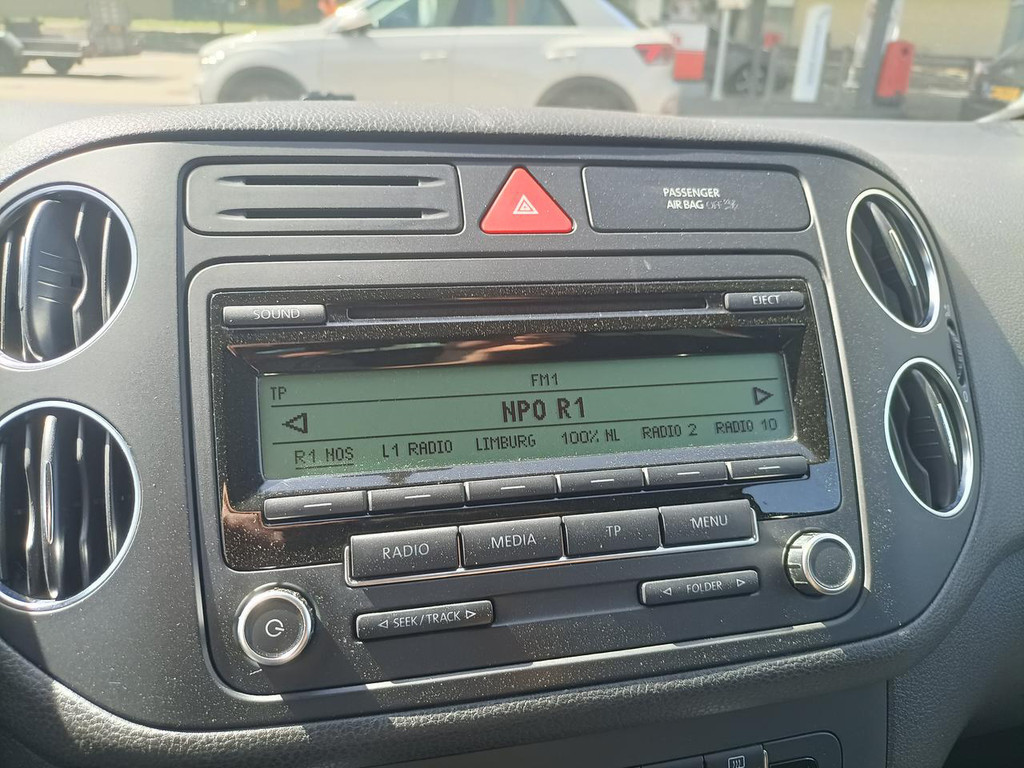 PASSENGER
AIR BAG OFF
SOUND
EJECT
TP
FM1
NPO R1
R1 NOS L1 RADIO LIMBURG 100% NL RADIO 2 RADIO 10
RADIO MEDIA TP MENU
SEEK/TRACK
FOLDER